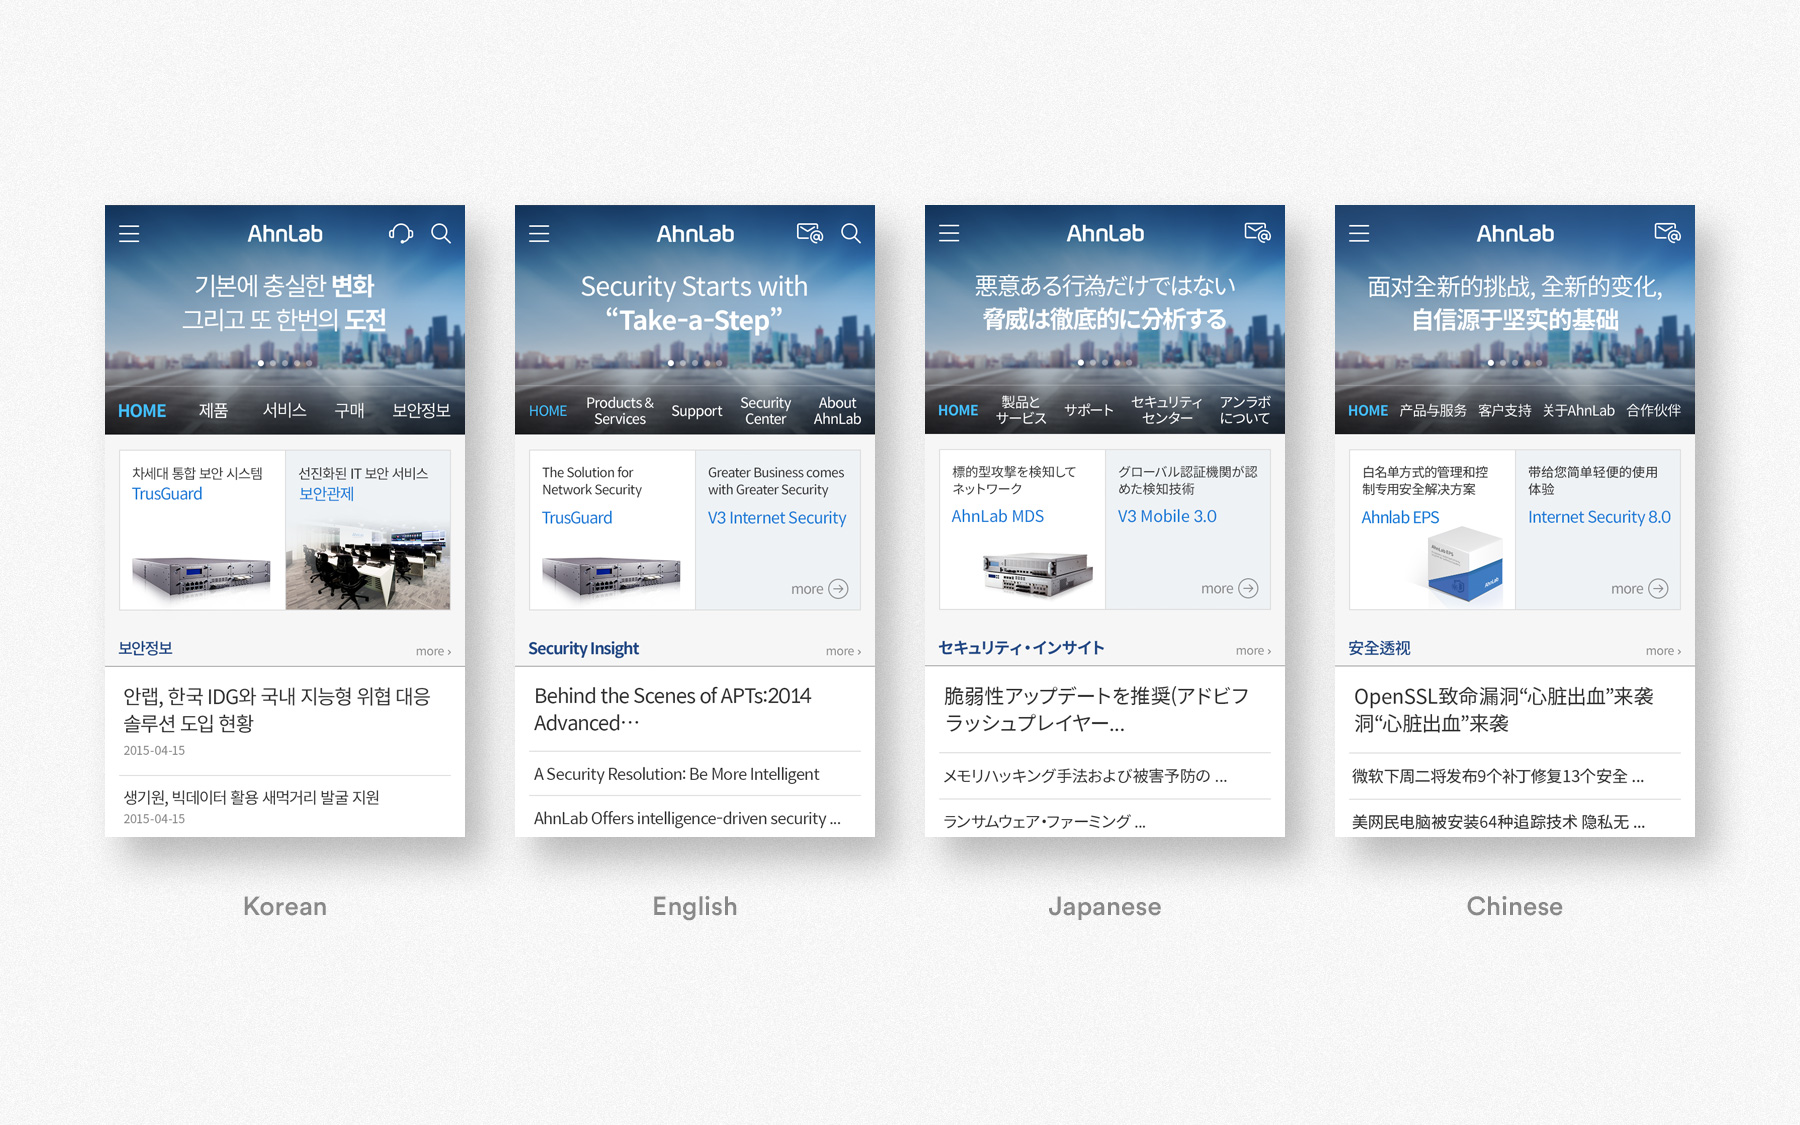 AhnLab
기본에 충실한 변화
그리고 또 한번의 도전
HOME 제품 서비스 구매 보안정보
차세대 통합 보안 시스템
TrusGuard
선진화된 IT 보안 서비스
보안관제
보안정보
more ›
안랩, 한국 IDG와 국내 지능형 위협 대응
솔루션 도입 현황
2015-04-15
생기원, 빅데이터 활용 새먹거리 발굴 지원
2015-04-15
Korean
AhnLab
Security Starts with
“Take-a-Step”
HOME Products & Services Support Security Center About AhnLab
The Solution for
Network Security
TrusGuard
Greater Business comes
with Greater Security
V3 Internet Security
more
Security Insight
more ›
Behind the Scenes of APTs:2014
Advanced…
A Security Resolution: Be More Intelligent
AhnLab Offers intelligence-driven security ...
English
AhnLab
悪意ある行為だけではない
脅威は徹底的に分析する
HOME 製品とサービス サポート セキュリティセンター アンラボについて
標的型攻撃を検知して
ネットワーク
AhnLab MDS
グローバル認証機関が認
めた検知技術
V3 Mobile 3.0
more
セキュリティ・インサイト
more ›
脆弱性アップデートを推奨(アドビフ
ラッシュプレイヤー...
メモリハッキング手法および被害予防の ...
ランサムウェア・ファーミング ...
Japanese
AhnLab
面对全新的挑战, 全新的变化,
自信源于坚实的基础
HOME 产品与服务 客户支持 关于AhnLab 合作伙伴
白名单方式的管理和控
制专用安全解决方案
Ahnlab EPS
AhnLab EPS
AhnLab
带给您简单轻便的使用
体验
Internet Security 8.0
more
安全透视
more ›
OpenSSL致命漏洞“心脏出血”来袭
洞“心脏出血”来袭
微软下周二将发布9个补丁修复13个安全 ...
美网民电脑被安装64种追踪技术 隐私无 ...
Chinese